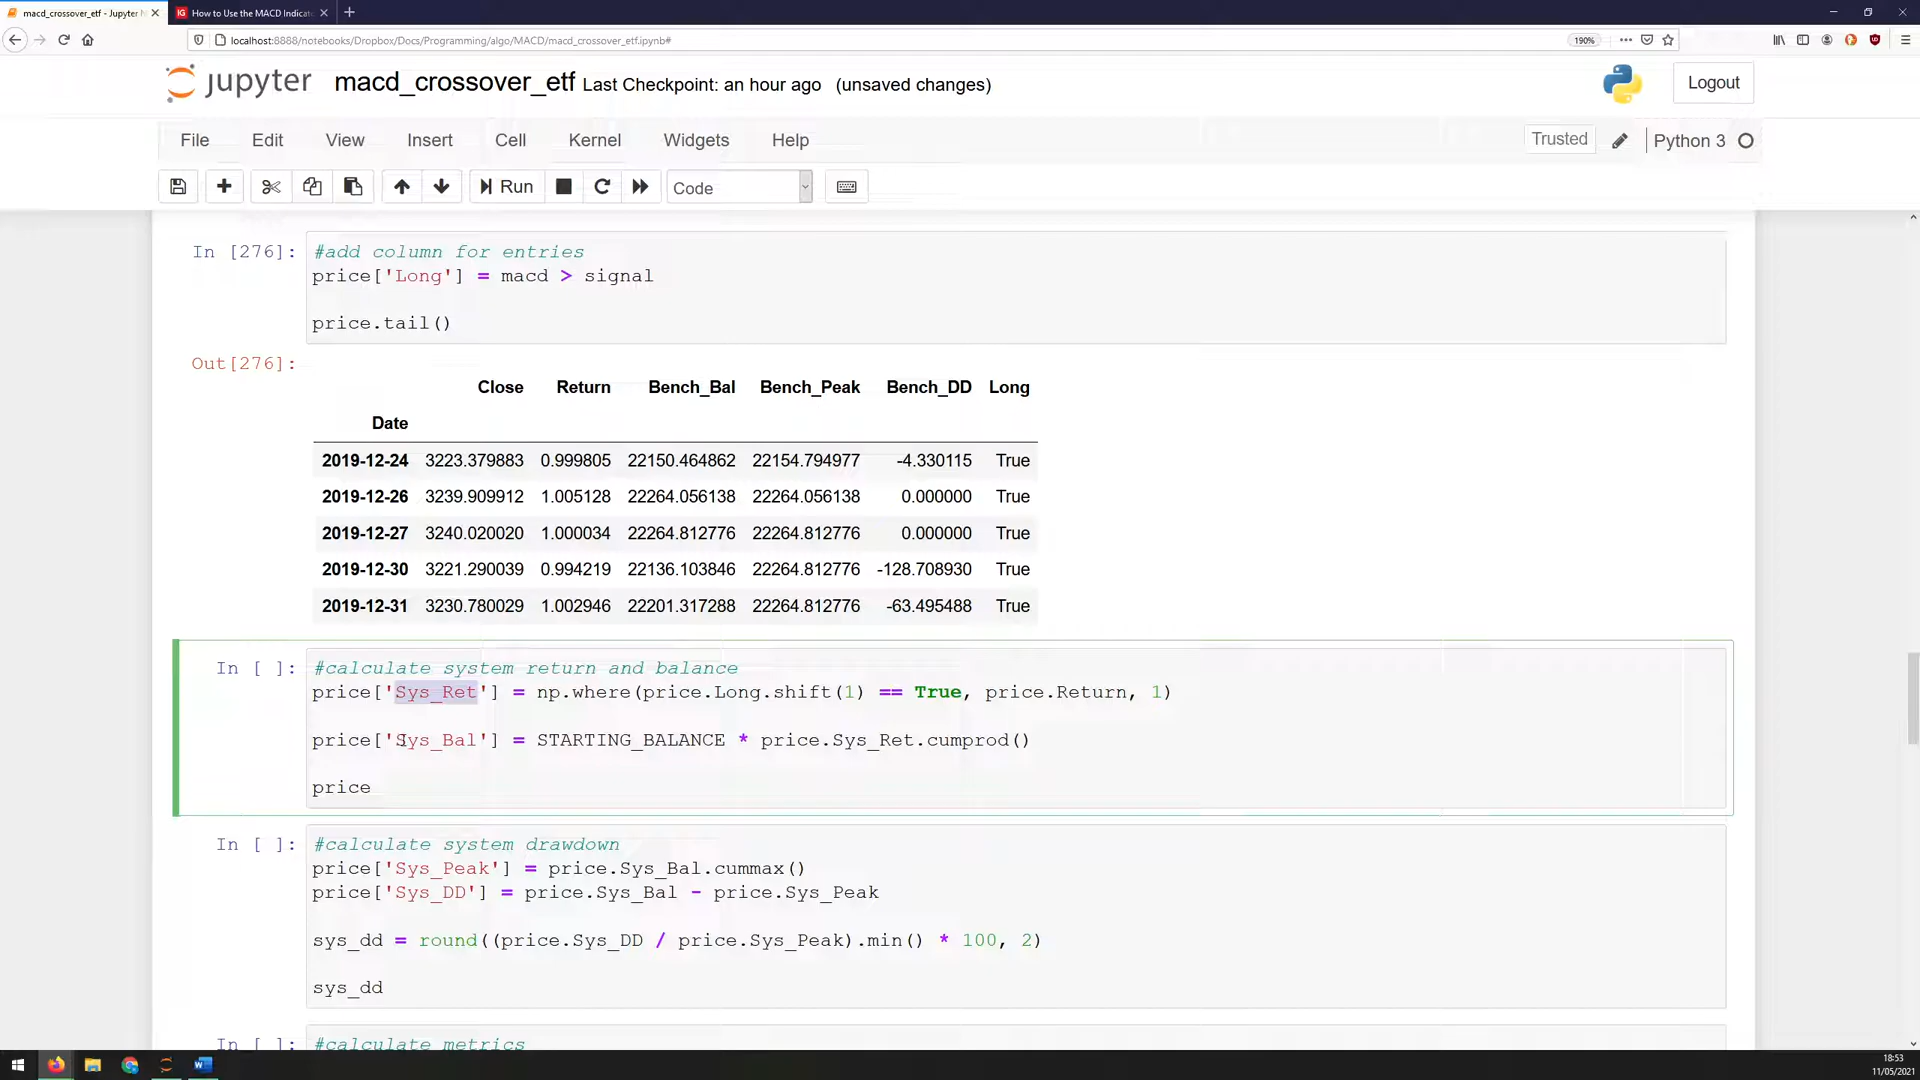 macd_crossover_etf - Jupyter N
IG How to Use the MACD Indicat
localhost:8888/notebooks/Dropbox/Docs/Programming/algo/MACD/macd_crossover_etf.ipynb#
190%
jupyter macd_crossover_etf Last Checkpoint: an hour ago (unsaved changes)
Logout
File Edit View Insert Cell Kernel Widgets Help
Trusted Python 3
Run Code
In [276]: #add column for entries
price['Long'] = macd > signal
price.tail()
Out[276]:
Close Return Bench_Bal Bench_Peak Bench_DD Long
Date
2019-12-24 3223.379883 0.999805 22150.464862 22154.794977 -4.330115 True
2019-12-26 3239.909912 1.005128 22264.056138 22264.056138 0.000000 True
2019-12-27 3240.020020 1.000034 22264.812776 22264.812776 0.000000 True
2019-12-30 3221.290039 0.994219 22136.103846 22264.812776 -128.708930 True
2019-12-31 3230.780029 1.002946 22201.317288 22264.812776 -63.495488 True
In [ ]: #calculate system return and balance
price['Sys_Ret'] = np.where(price.Long.shift(1) == True, price.Return, 1)
price['Sys_Bal'] = STARTING_BALANCE * price.Sys_Ret.cumprod()
price
In [ ]: #calculate system drawdown
price['Sys_Peak'] = price.Sys_Bal.cummax()
price['Sys_DD'] = price.Sys_Bal - price.Sys_Peak
sys_dd = round((price.Sys_DD / price.Sys_Peak).min() * 100, 2)
sys_dd
In [ ]: #calculate metrics
18:53
11/05/2021